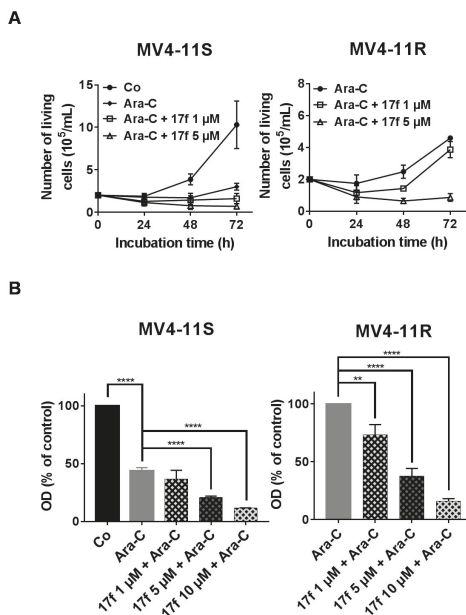 A
MV4-11S
MV4-11R
Number of living
cells (10⁵/mL)
15
10
5
0
0 24 48 72
Incubation time (h)
Co
Ara-C
Ara-C + 17f 1 µM
Ara-C + 17f 5 µM
Number of living
cells (10⁵/mL)
8
6
4
2
0
0 24 48 72
Incubation time (h)
Ara-C
Ara-C + 17f 1 µM
Ara-C + 17f 5 µM
B
MV4-11S
MV4-11R
OD (% of control)
100
50
0
****
****
****
Co
Ara-C
17f 1 µM + Ara-C
17f 5 µM + Ara-C
17f 10 µM + Ara-C
OD (% of control)
100
50
0
****
****
**
Ara-C
17f 1 µM + Ara-C
17f 5 µM + Ara-C
17f 10 µM + Ara-C